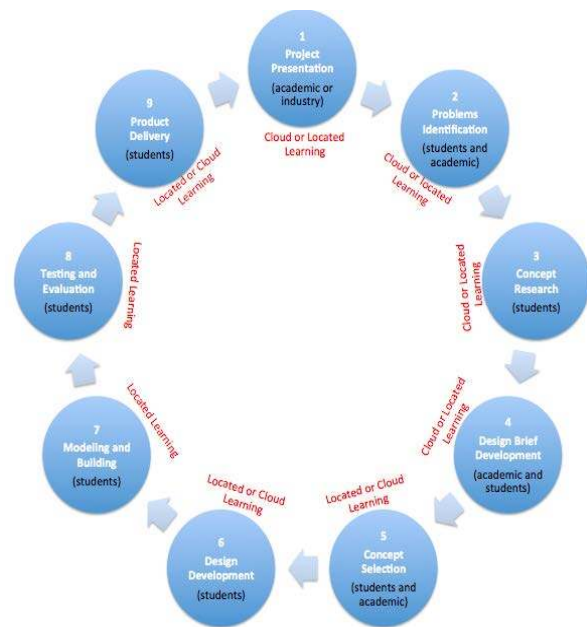 1
Project
Presentation
(academic or
industry)
Cloud or Located
Learning
2
Problems
Identification
(students and
academic)
Cloud or located
Learning
3
Concept
Research
(students)
Cloud or Located
Learning
4
Design Brief
Development
(academic and
students)
Cloud or Located
Learning
5
Concept
Selection
(students and
academic)
Located or Cloud
Learning
6
Design
Development
(students)
Located or Cloud
Learning
7
Modeling and
Building
(students)
Located Learning
8
Testing and
Evaluation
(students)
Located Learning
9
Product
Delivery
(students)
Located or Cloud
Learning